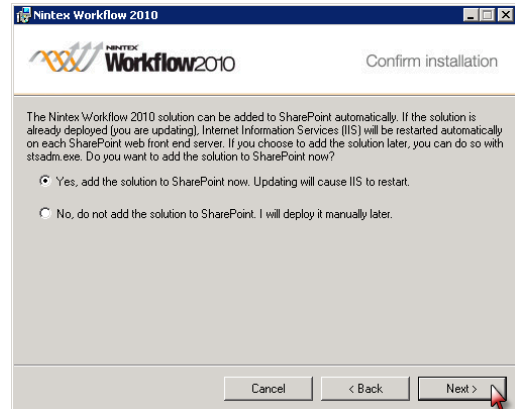 Nintex Workflow 2010
NINTEX
Workflow2010
Confirm installation
The Nintex Workflow 2010 solution can be added to SharePoint automatically. If the solution is
already deployed (you are updating), Internet Information Services (IIS) will be restarted automatically
on each SharePoint web front end server. If you choose to add the solution later, you can do so with
stsadm.exe. Do you want to add the solution to SharePoint now?
Yes, add the solution to SharePoint now. Updating will cause IIS to restart.
No, do not add the solution to SharePoint. I will deploy it manually later.
Cancel
< Back
Next >